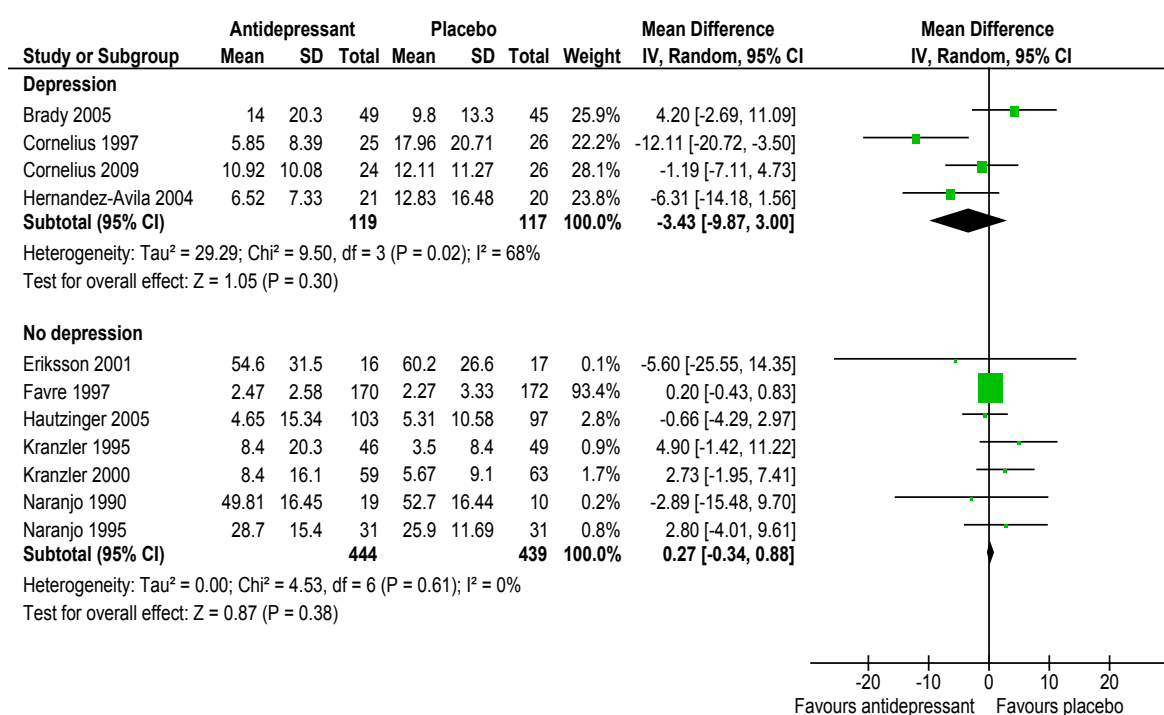 Antidepressant Placebo Mean Difference Mean Difference
Study or Subgroup Mean SD Total Mean SD Total Weight IV, Random, 95% CI IV, Random, 95% CI
Depression
Brady 2005 14 20.3 49 9.8 13.3 45 25.9% 4.20 [-2.69, 11.09]
Cornelius 1997 5.85 8.39 25 17.96 20.71 26 22.2% -12.11 [-20.72, -3.50]
Cornelius 2009 10.92 10.08 24 12.11 11.27 26 28.1% -1.19 [-7.11, 4.73]
Hernandez-Avila 2004 6.52 7.33 21 12.83 16.48 20 23.8% -6.31 [-14.18, 1.56]
Subtotal (95% CI) 119 117 100.0% -3.43 [-9.87, 3.00]
Heterogeneity: Tau² = 29.29; Chi² = 9.50, df = 3 (P = 0.02); I² = 68%
Test for overall effect: Z = 1.05 (P = 0.30)
No depression
Eriksson 2001 54.6 31.5 16 60.2 26.6 17 0.1% -5.60 [-25.55, 14.35]
Favre 1997 2.47 2.58 170 2.27 3.33 172 93.4% 0.20 [-0.43, 0.83]
Hautzinger 2005 4.65 15.34 103 5.31 10.58 97 2.8% -0.66 [-4.29, 2.97]
Kranzler 1995 8.4 20.3 46 3.5 8.4 49 0.9% 4.90 [-1.42, 11.22]
Kranzler 2000 8.4 16.1 59 5.67 9.1 63 1.7% 2.73 [-1.95, 7.41]
Naranjo 1990 49.81 16.45 19 52.7 16.44 10 0.2% -2.89 [-15.48, 9.70]
Naranjo 1995 28.7 15.4 31 25.9 11.69 31 0.8% 2.80 [-4.01, 9.61]
Subtotal (95% CI) 444 439 100.0% 0.27 [-0.34, 0.88]
Heterogeneity: Tau² = 0.00; Chi² = 4.53, df = 6 (P = 0.61); I² = 0%
Test for overall effect: Z = 0.87 (P = 0.38)
-20 -10 0 10 20
Favours antidepressant Favours placebo